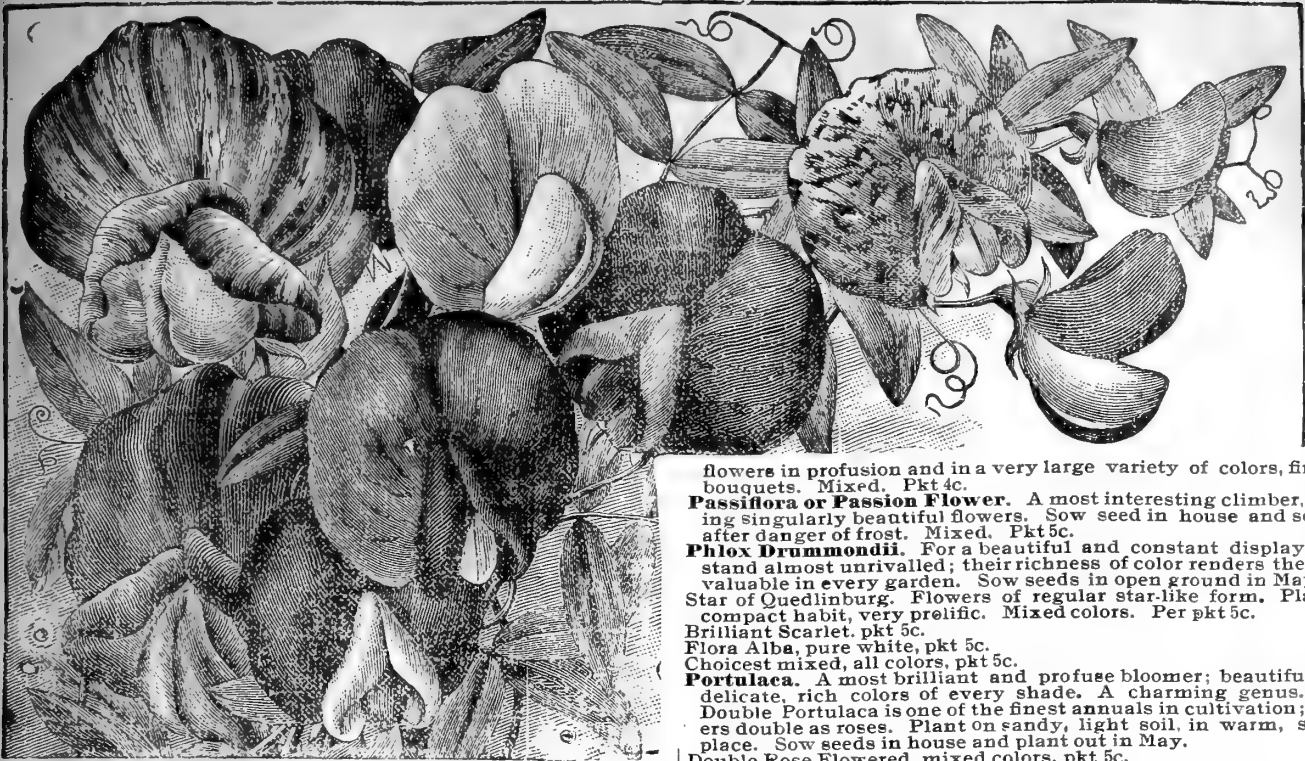 flowers in profusion and in a very large variety of colors,
bouquets. Mixed. Pkt 4c.
Passiflora or Passion Flower. A most interesting climber,
ing singularly beautiful flowers. Sow seed in house and
after danger of frost. Mixed. Pkt 5c.
Phlox Drummondii. For a beautiful and constant display
stand almost unrivalled; their richness of color renders
valuable in every garden. Sow seeds in open ground in
Star of Quedlinburg. Flowers of regular star-like form.
compact habit, very prolific. Mixed colors. Per pkt 5c.
Brilliant Scarlet. pkt 5c.
Flora Alba, pure white, pkt 5c.
Choicest mixed, all colors, pkt 5c.
Portulaca. A most brilliant and profuse bloomer;
delicate, rich colors of every shade. A charming genus.
Double Portulaca is one of the finest annuals in cultivation;
ers double as roses. Plant on sandy, light soil, in warm,
place. Sow seeds in house and plant out in May.
Double Rose Flowered, mixed colors, pkt 5c.